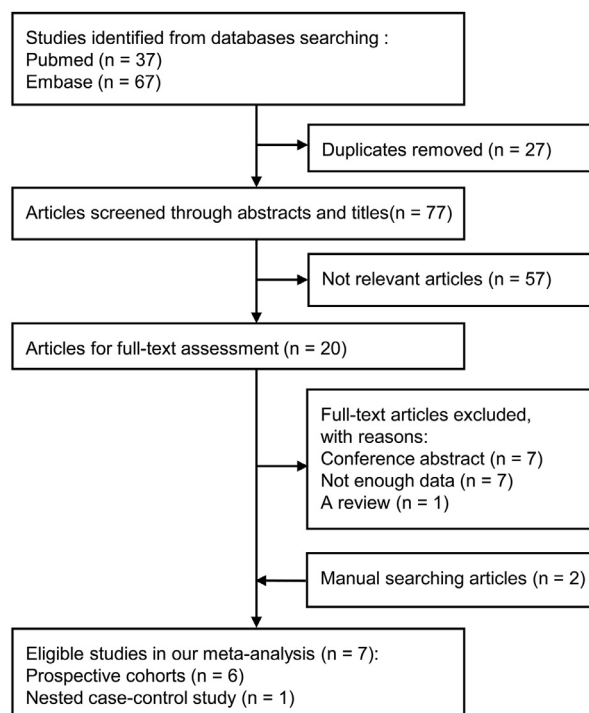 Studies identified from databases searching :
Pubmed (n = 37)
Embase (n = 67)
Duplicates removed (n = 27)
Articles screened through abstracts and titles(n = 77)
Not relevant articles (n = 57)
Articles for full-text assessment (n = 20)
Full-text articles excluded,
with reasons:
Conference abstract (n = 7)
Not enough data (n = 7)
A review (n = 1)
Manual searching articles (n = 2)
Eligible studies in our meta-analysis (n = 7):
Prospective cohorts (n = 6)
Nested case-control study (n = 1)